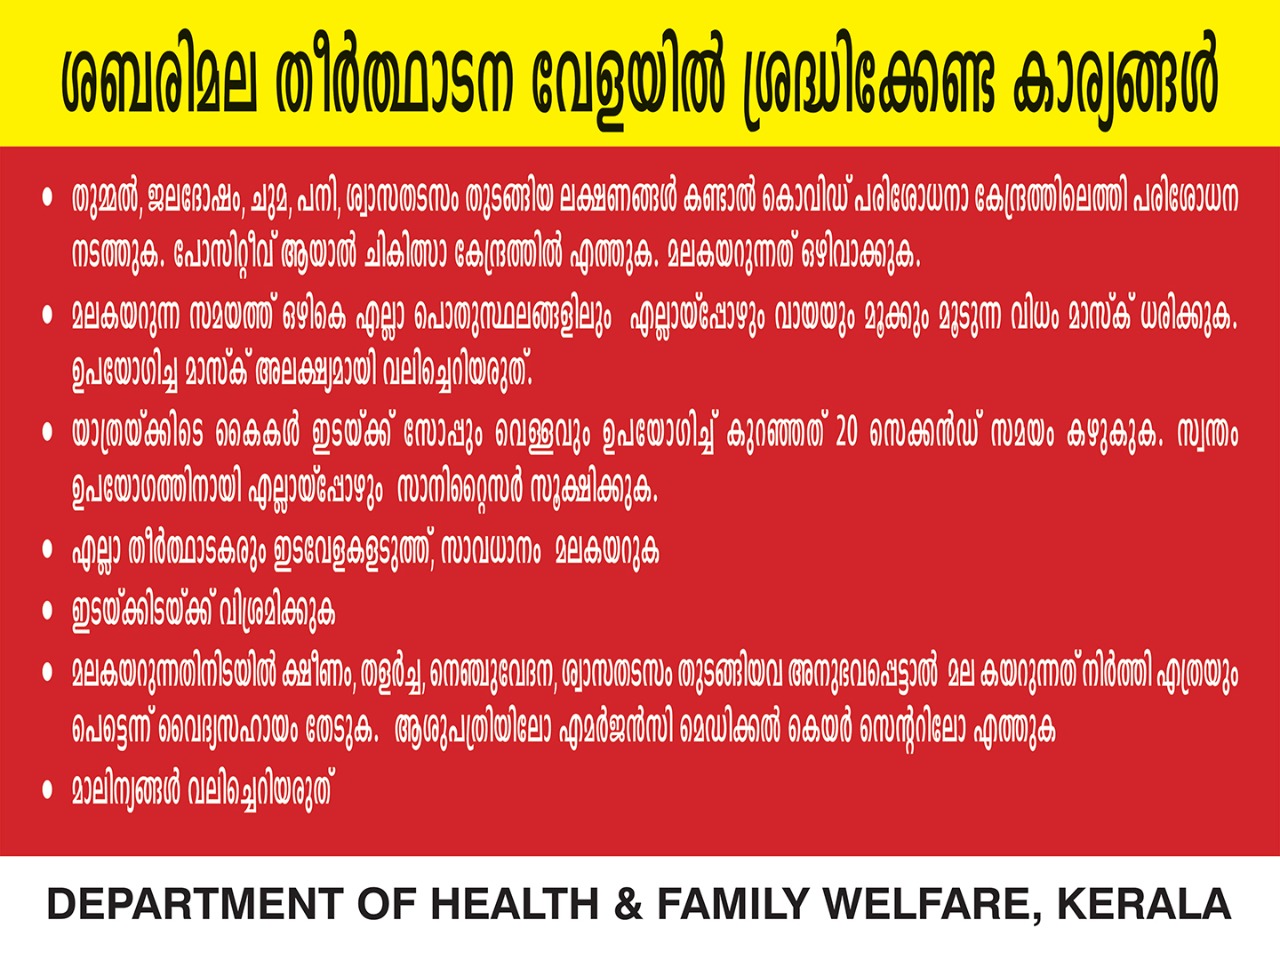 ശബരിമല തീർത്ഥാടന വേളയിൽ ശ്രദ്ധിക്കേണ്ട കാര്യങ്ങൾ
• തുമ്മൽ, ജലദോഷം, ചുമ, പനി, ശ്വാസതടസം തുടങ്ങിയ ലക്ഷണങ്ങൾ കണ്ടാൽ കൊവിഡ് പരിശോധനാ കേന്ദ്രത്തിലെത്തി പരിശോധന
നടത്തുക. പോസിറ്റീവ് ആയാൽ ചികിത്സാ കേന്ദ്രത്തിൽ എത്തുക. മലകയറുന്നത് ഒഴിവാക്കുക.
• മലകയറുന്ന സമയത്ത് ഒഴികെ എല്ലാ പൊതുസ്ഥലങ്ങളിലും എല്ലായ്പ്പോഴും വായയും മൂക്കും മൂടുന്ന വിധം മാസ്ക് ധരിക്കുക.
ഉപയോഗിച്ച മാസ്ക് അലക്ഷ്യമായി വലിച്ചെറിയരുത്.
• യാത്രയ്ക്കിടെ കൈകൾ ഇടയ്ക്ക് സോപ്പും വെള്ളവും ഉപയോഗിച്ച് കുറഞ്ഞത് 20 സെക്കൻഡ് സമയം കഴുകുക. സ്വന്തം
ഉപയോഗത്തിനായി എല്ലായ്പ്പോഴും സാനിറ്റൈസർ സൂക്ഷിക്കുക.
• എല്ലാ തീർത്ഥാടകരും ഇടവേളകളടുത്ത്, സാവധാനം മലകയറുക
• ഇടയ്ക്കിടയ്ക്ക് വിശ്രമിക്കുക
• മലകയറുന്നതിനിടയിൽ ക്ഷീണം, തളർച്ച, നെഞ്ചുവേദന, ശ്വാസതടസം തുടങ്ങിയവ അനുഭവപ്പെട്ടാൽ മല കയറുന്നത് നിർത്തി എത്രയും
പെട്ടെന്ന് വൈദ്യസഹായം തേടുക. ആശുപത്രിയിലോ എമർജൻസി മെഡിക്കൽ കെയർ സെന്ററിലോ എത്തുക
• മാലിന്യങ്ങൾ വലിച്ചെറിയരുത്
DEPARTMENT OF HEALTH & FAMILY WELFARE, KERALA